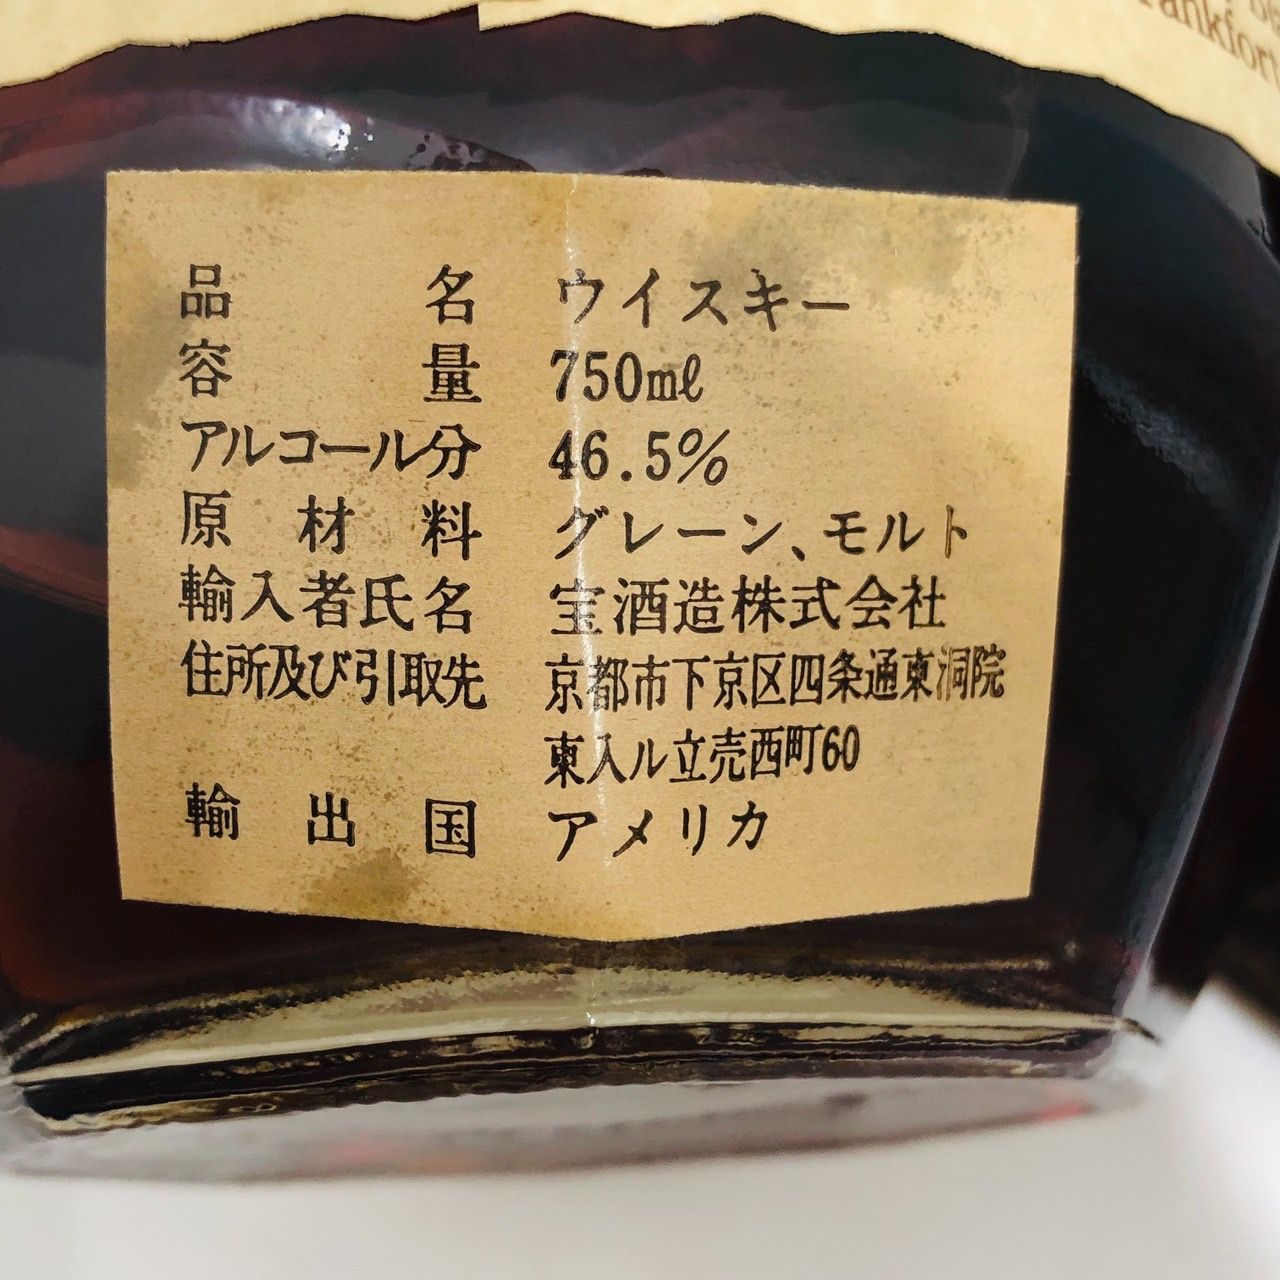 Frankfort
品名 ウイスキー
容量 750mℓ
アルコール分 46.5%
原材料 グレーン、モルト
輸入者氏名 宝酒造株式会社
住所及び引取先 京都市下京区四条通東洞院
東入ル立売西町60
輸出国 アメリカ